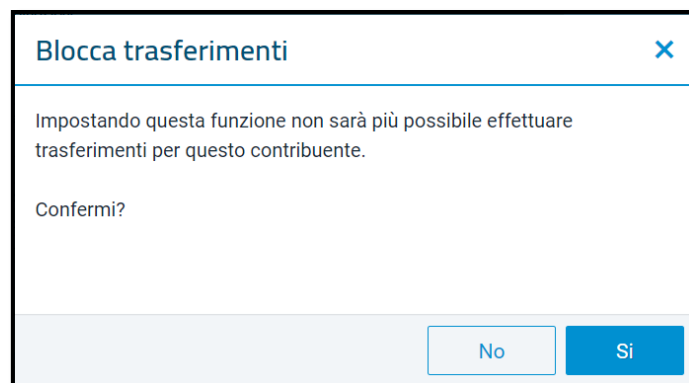 Blocca trasferimenti
Impostando questa funzione non sarà più possibile effettuare
trasferimenti per questo contribuente.
Confermi?
No
Si